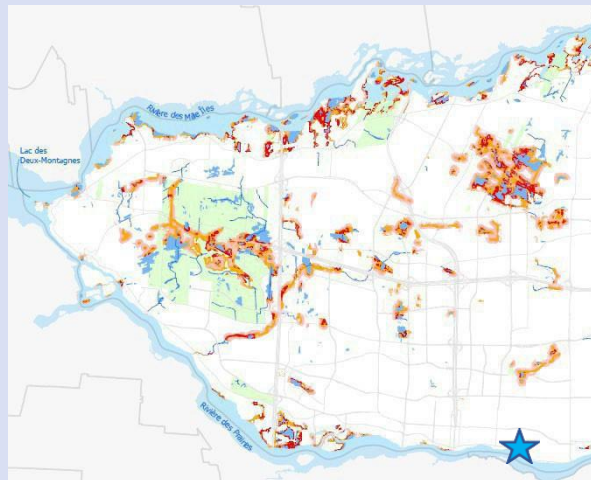 Rivière des Mille Îles
Lac des
Deux-Montagnes
Rivière des Prairies